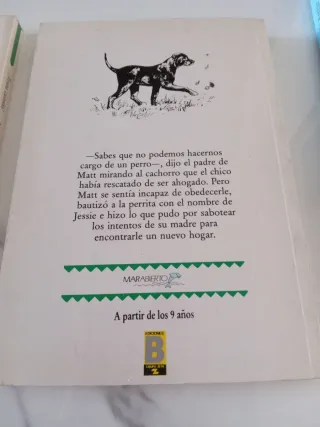 —Sabes que no podemos hacernos
cargo de un perro—, dijo el padre de
Matt mirando al cachorro que el chico
había rescatado de ser ahogado. Pero
Matt se sentía incapaz de obedecerle,
bautizó a la perrita con el nombre de
Jessie e hizo lo que pudo por sabotear
los intentos de su madre para
encontrarle un nuevo hogar.
MARABIERTO
A partir de los 9 años
EDICIONES
B
GRUPO ZETA